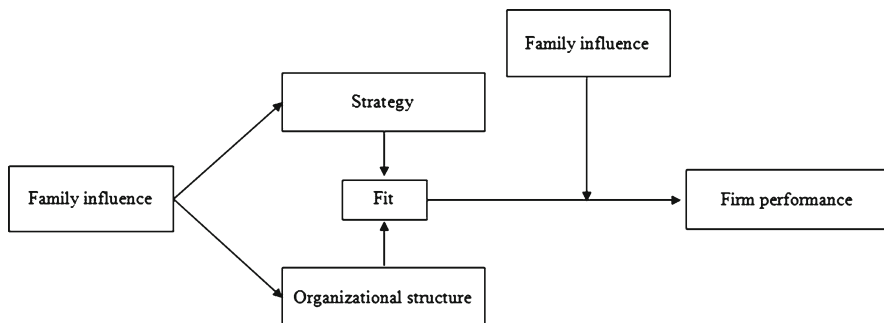 Family influence
Strategy
Family influence
Fit
Firm performance
Organizational structure